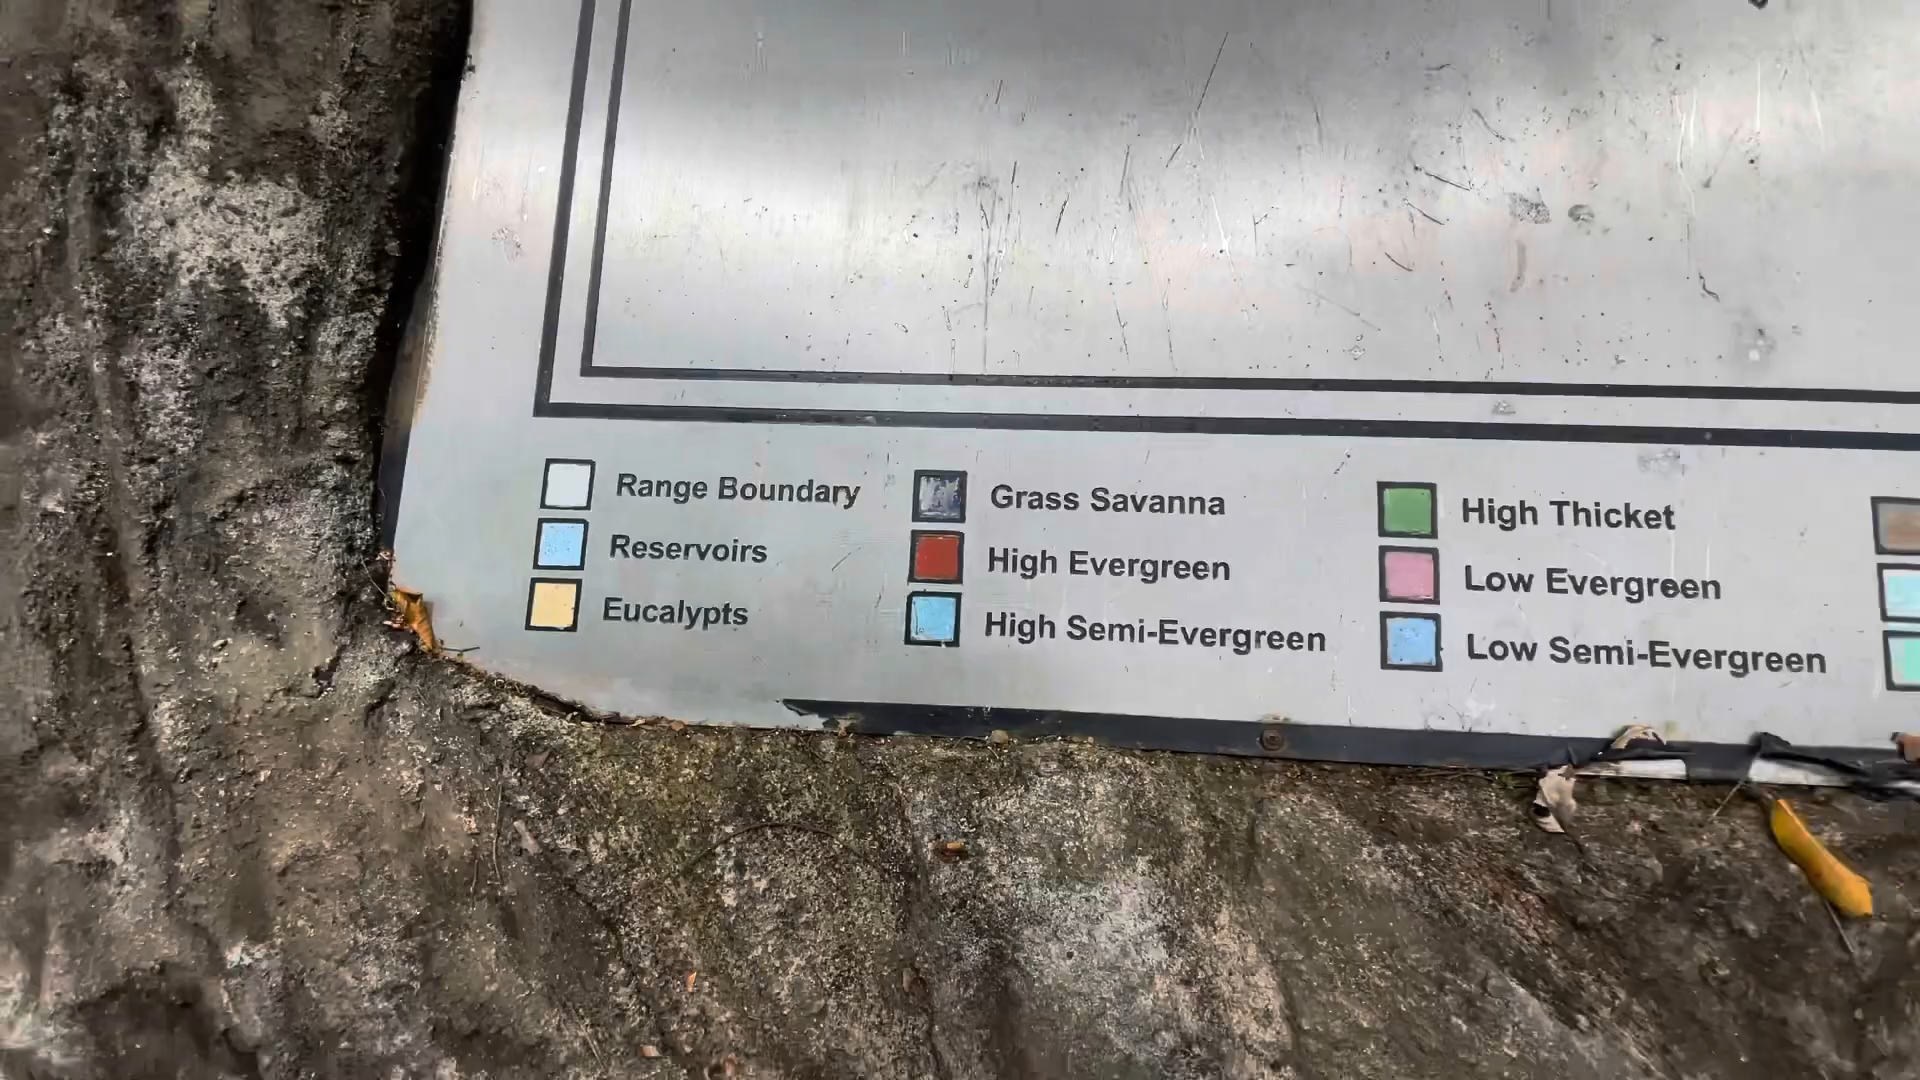 Range Boundary
Reservoirs
Eucalypts
Grass Savanna
High Evergreen
High Semi-Evergreen
High Thicket
Low Evergreen
Low Semi-Evergreen